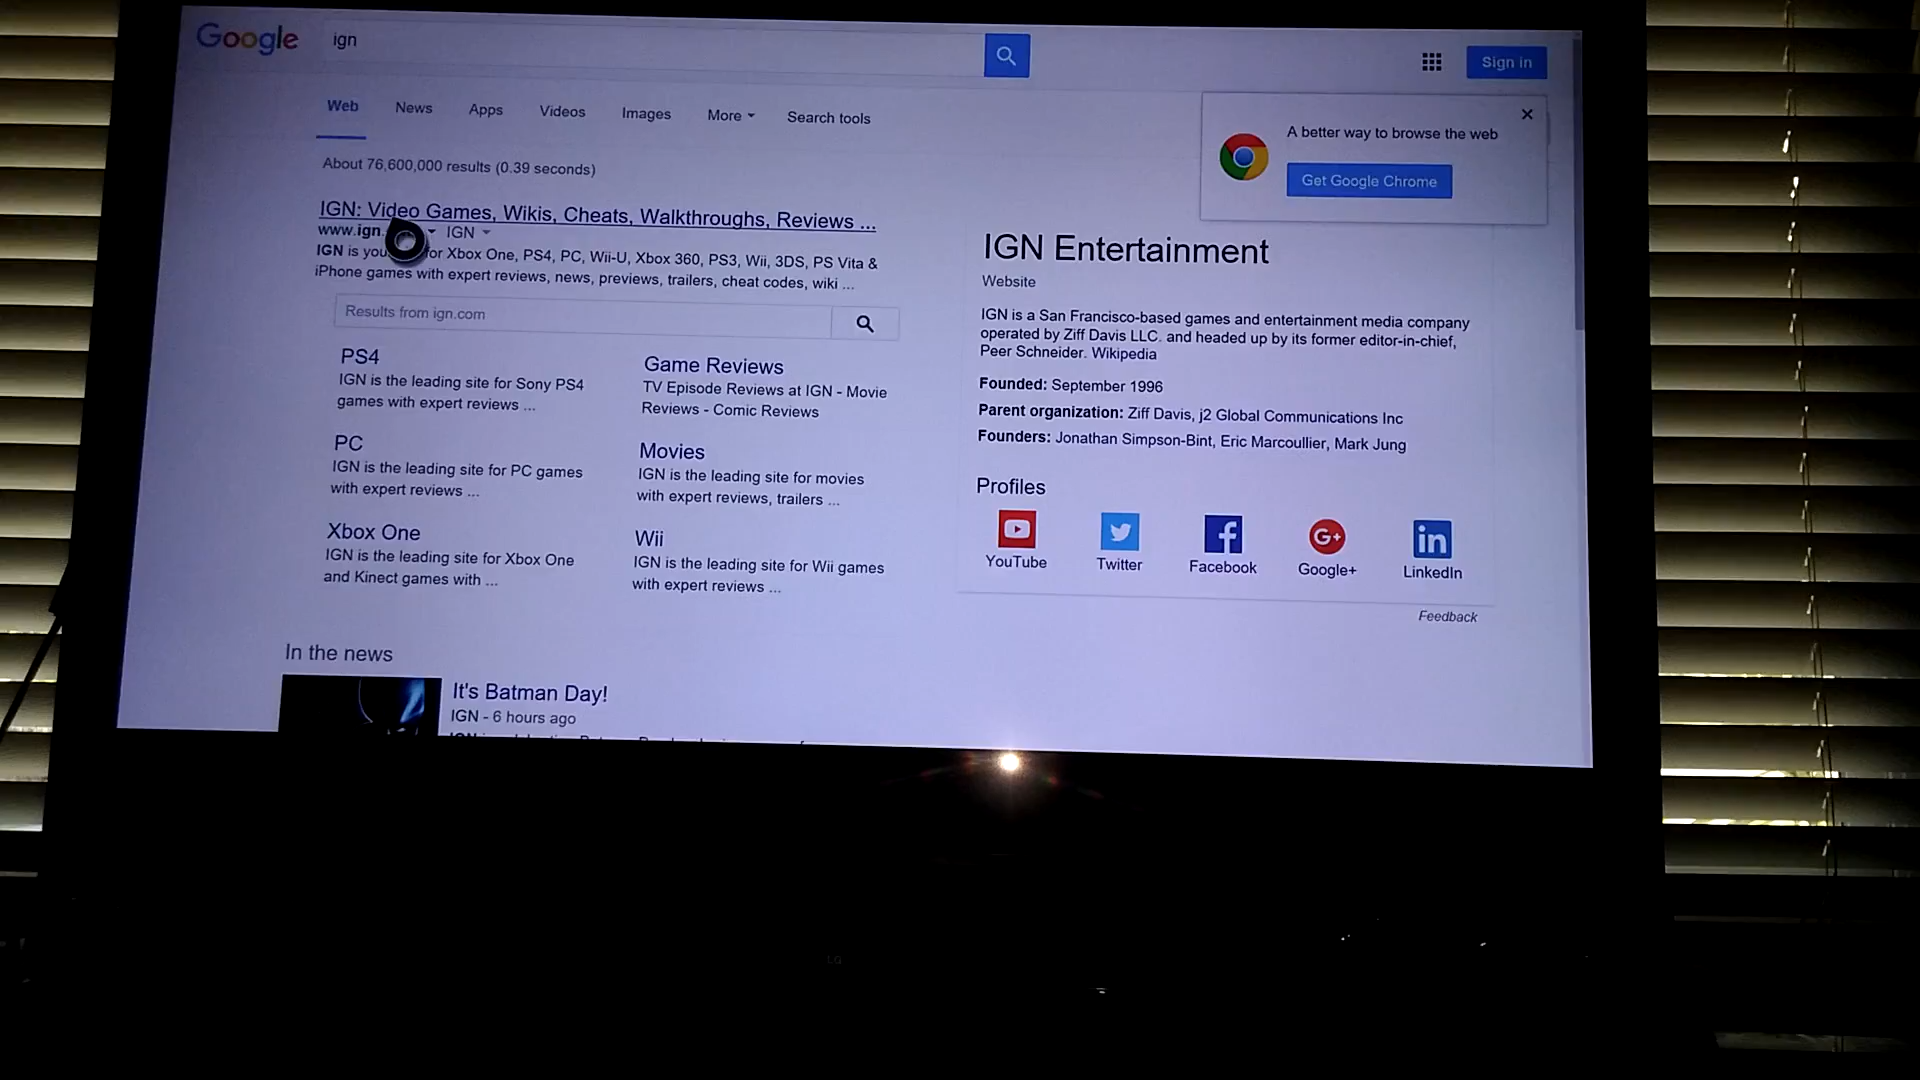 Google
ign
Sign in
Web News Apps Videos Images More Search tools
A better way to browse the web
Get Google Chrome
About 76,600,000 results (0.39 seconds)
IGN: Video Games, Wikis, Cheats, Walkthroughs, Reviews ...
www.ign. IGN
IGN is you for Xbox One, PS4, PC, Wii-U, Xbox 360, PS3, Wii, 3DS, PS Vita &
iPhone games with expert reviews, news, previews, trailers, cheat codes, wiki ...
Results from ign.com
PS4
IGN is the leading site for Sony PS4
games with expert reviews ...
Game Reviews
TV Episode Reviews at IGN - Movie
Reviews - Comic Reviews
PC
IGN is the leading site for PC games
with expert reviews ...
Movies
IGN is the leading site for movies
with expert reviews, trailers ...
Xbox One
IGN is the leading site for Xbox One
and Kinect games with ...
Wii
IGN is the leading site for Wii games
with expert reviews ...
IGN Entertainment
Website
IGN is a San Francisco-based games and entertainment media company
operated by Ziff Davis LLC. and headed up by its former editor-in-chief,
Peer Schneider. Wikipedia
Founded: September 1996
Parent organization: Ziff Davis, j2 Global Communications Inc
Founders: Jonathan Simpson-Bint, Eric Marcoullier, Mark Jung
Profiles
YouTube Twitter Facebook Google+ LinkedIn
Feedback
In the news
It's Batman Day!
IGN - 6 hours ago
LG